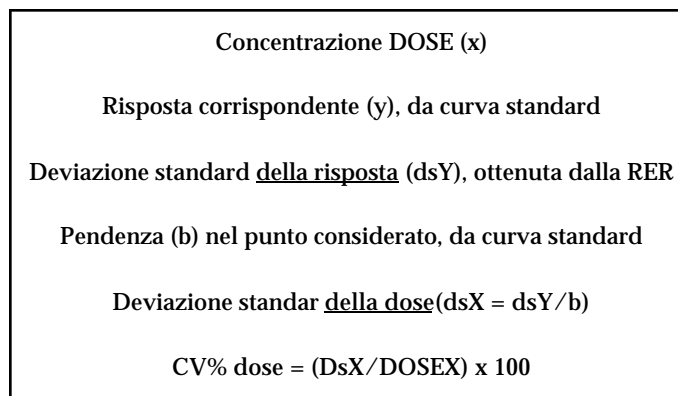 Concentrazione DOSE (x)
Risposta corrispondente (y), da curva standard
Deviazione standard della risposta (dsY), ottenuta dalla RER
Pendenza (b) nel punto considerato, da curva standard
Deviazione standar della dose(dsX = dsY/b)
CV% dose = (DsX/DOSEX) x 100